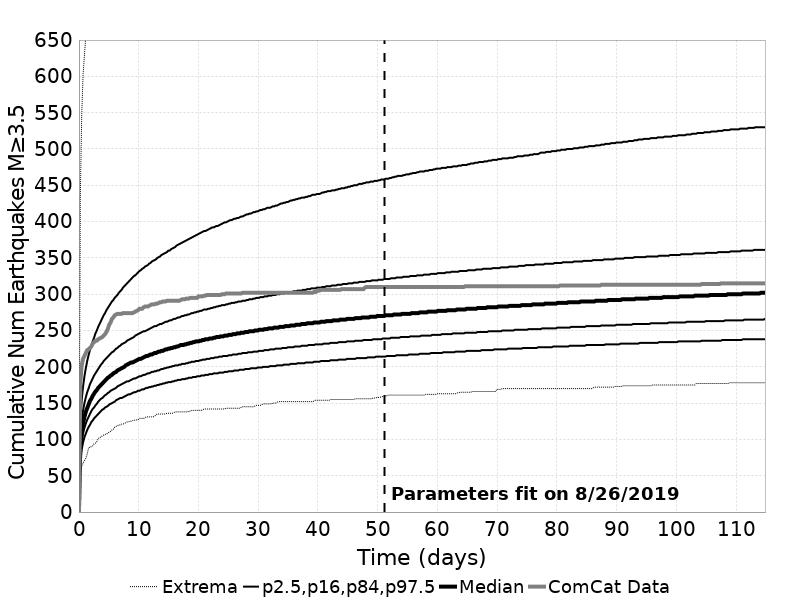 Cumulative Num Earthquakes M≥3.5
650
600
550
500
450
400
350
300
250
200
150
100
50
0
Parameters fit on 8/26/2019
0 10 20 30 40 50 60 70 80 90 100 110
Time (days)
Extrema p2.5,p16,p84,p97.5 Median ComCat Data